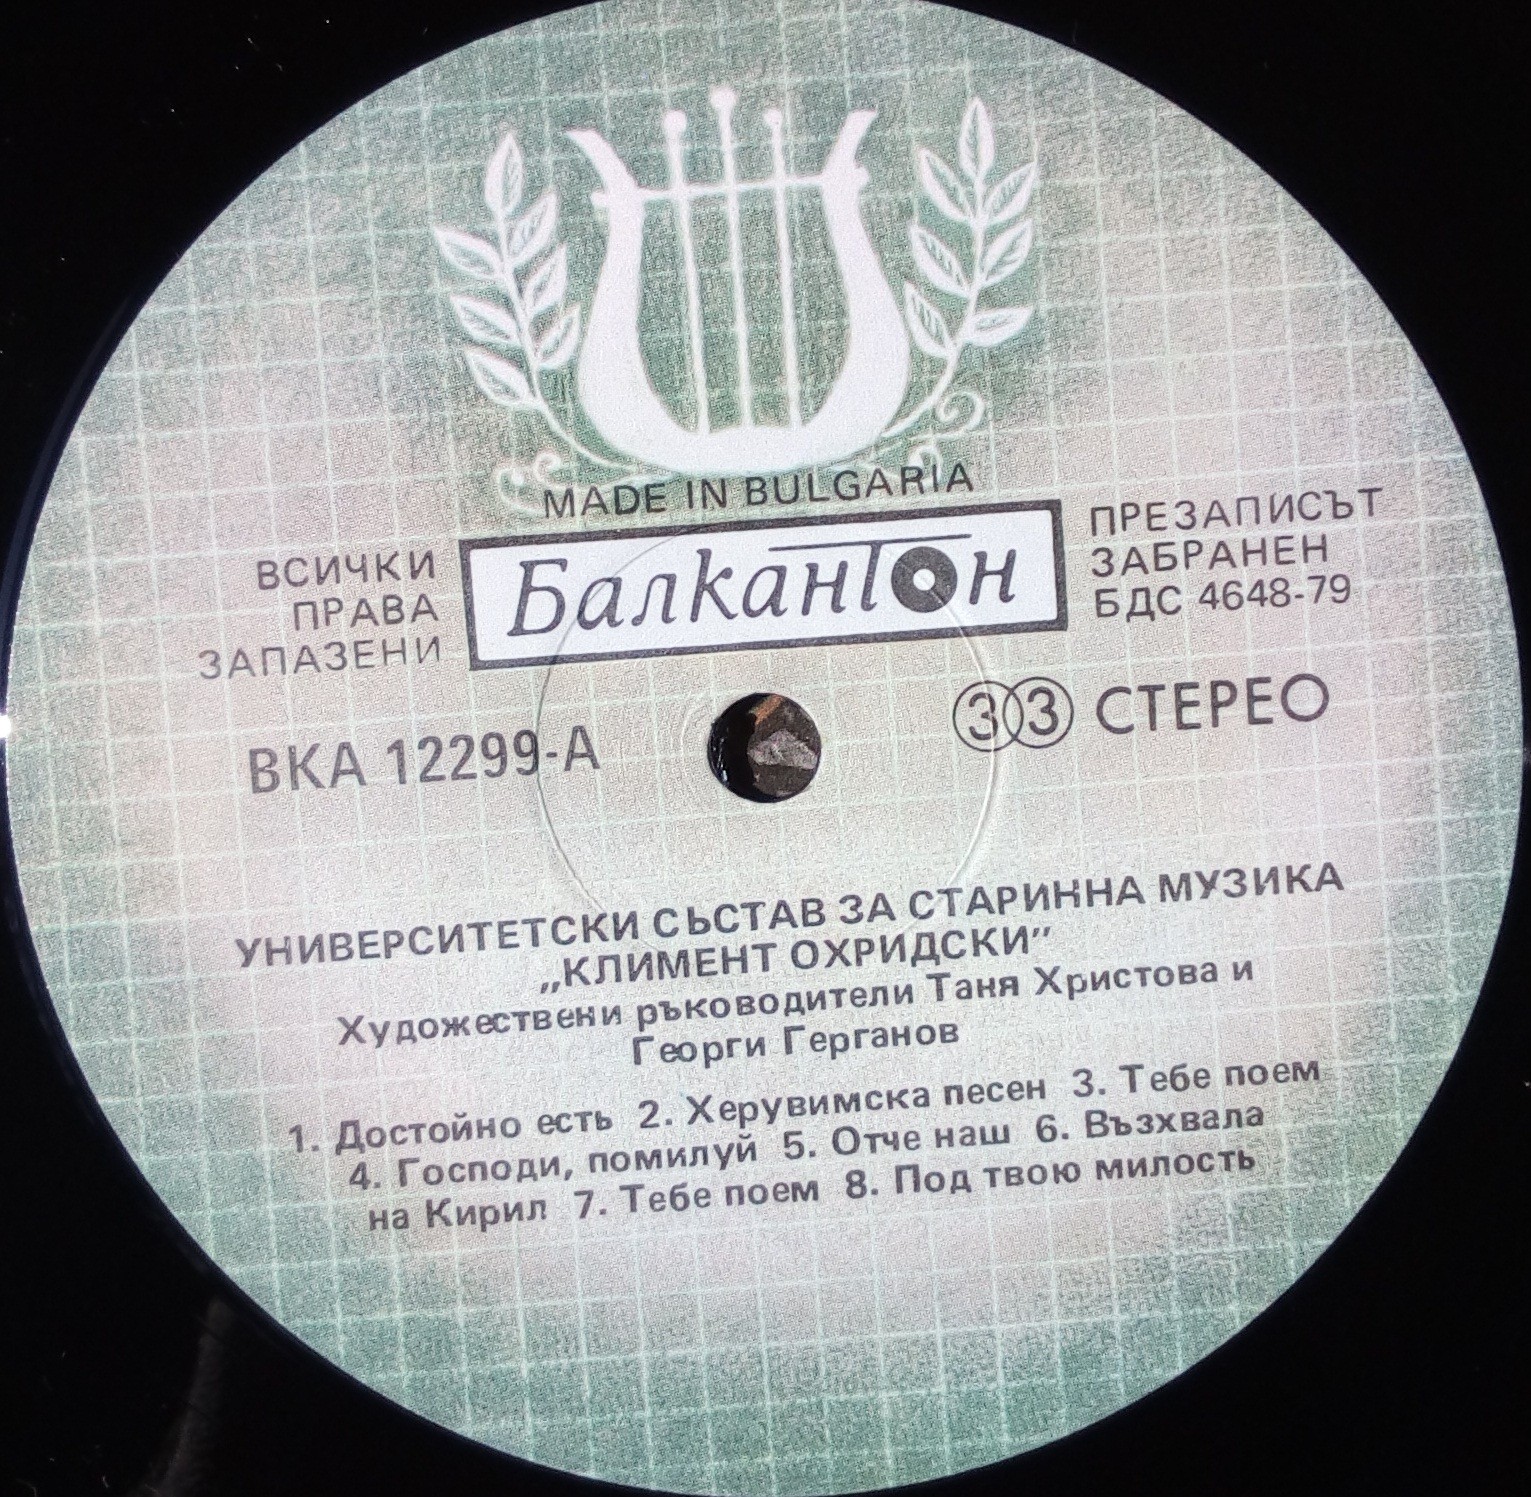 MADE IN BULGARIA
ВСИЧКИ
ПРАВА
ЗАПАЗЕНИ
Балкантон
ПРЕЗАПИСЪТ
ЗАБРАНЕН
БДС 4648-79
ВКА 12299-А
33 СТЕРЕО
УНИВЕРСИТЕТСКИ СЪСТАВ ЗА СТАРИННА МУЗИКА
„КЛИМЕНТ ОХРИДСКИ”
Художествени ръководители Таня Христова и
Георги Герганов
1. Достойно есть 2. Херувимска песен 3. Тебе поем
4. Господи, помилуй 5. Отче наш 6. Възхвала
на Кирил 7. Тебе поем 8. Под твою милость